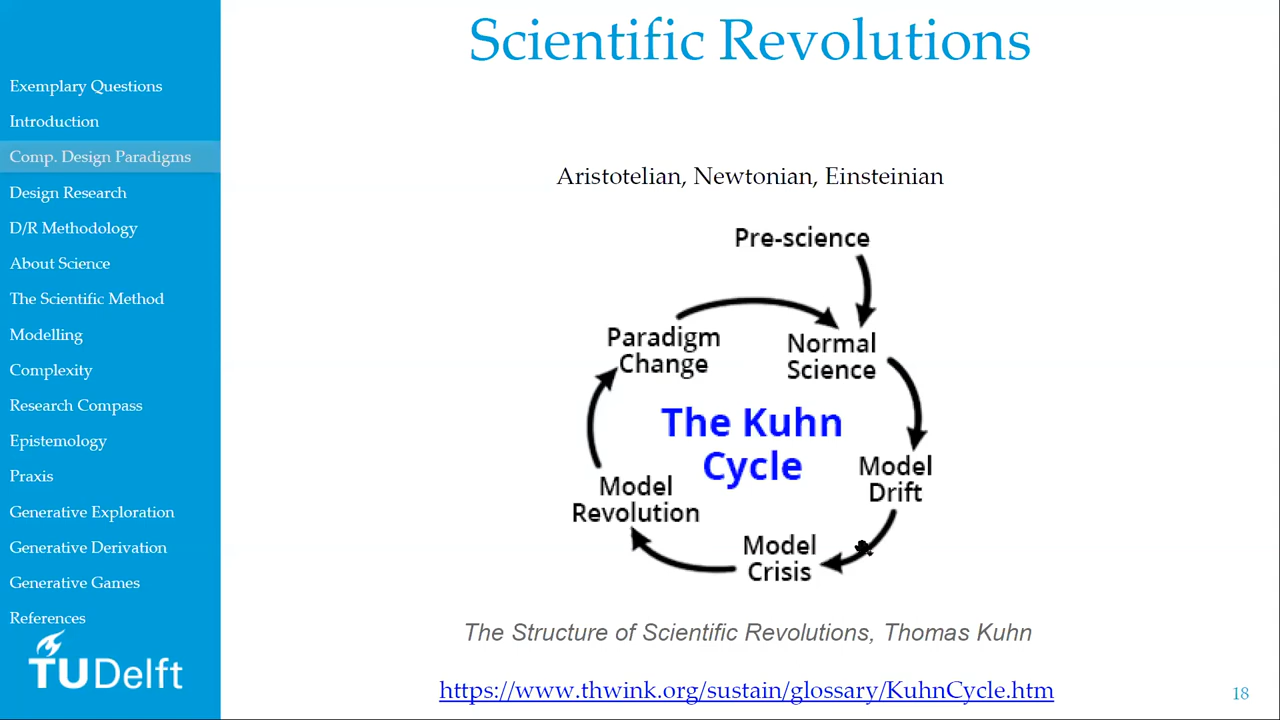 Scientific Revolutions
Exemplary Questions
Introduction
Comp. Design Paradigms
Design Research
D/R Methodology
About Science
The Scientific Method
Modelling
Complexity
Research Compass
Epistemology
Praxis
Generative Exploration
Generative Derivation
Generative Games
References
TUDelft
Aristotelian, Newtonian, Einsteinian
Pre-science
Normal
Science
Model
Drift
Model
Crisis
Model
Revolution
Paradigm
Change
The Kuhn
Cycle
The Structure of Scientific Revolutions, Thomas Kuhn
https://www.thwink.org/sustain/glossary/KuhnCycle.htm
18